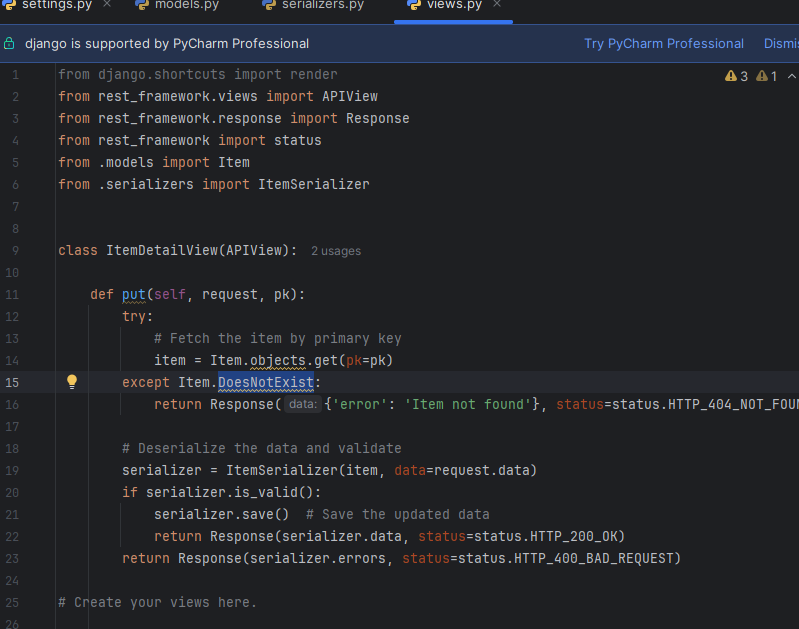 settings.py × models.py serializers.py views.py ×
django is supported by PyCharm Professional Try PyCharm Professional Dismi
1 from django.shortcuts import render 3 1
2 from rest_framework.views import APIView
3 from rest_framework.response import Response
4 from rest_framework import status
5 from .models import Item
6 from .serializers import ItemSerializer
7
8
9 class ItemDetailView(APIView): 2 usages
10
11 def put(self, request, pk):
12 try:
13 # Fetch the item by primary key
14 item = Item.objects.get(pk=pk)
15 except Item.DoesNotExist:
16 return Response( data: {'error': 'Item not found'}, status=status.HTTP_404_NOT_FOUN
17
18 # Deserialize the data and validate
19 serializer = ItemSerializer(item, data=request.data)
20 if serializer.is_valid():
21 serializer.save() # Save the updated data
22 return Response(serializer.data, status=status.HTTP_200_OK)
23 return Response(serializer.errors, status=status.HTTP_400_BAD_REQUEST)
24
25 # Create your views here.
26